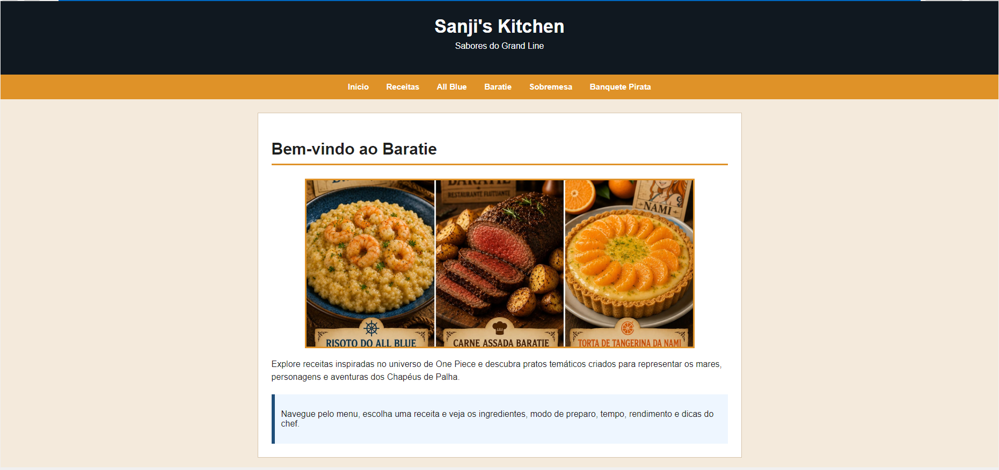 Sanji's Kitchen
Sabores do Grand Line
Início Receitas All Blue Baratie Sobremesa Banquete Pirata
Bem-vindo ao Baratie
BARATIE
RESTAURANTE FLUTUANTE
NAMI
RISOTO DO ALL BLUE
CARNE ASSADA BARATIE
TORTA DE TANGERINA DA NAMI
Explore receitas inspiradas no universo de One Piece e descubra pratos temáticos criados para representar os mares,
personagens e aventuras dos Chapéus de Palha.
Navegue pelo menu, escolha uma receita e veja os ingredientes, modo de preparo, tempo, rendimento e dicas do
chef.